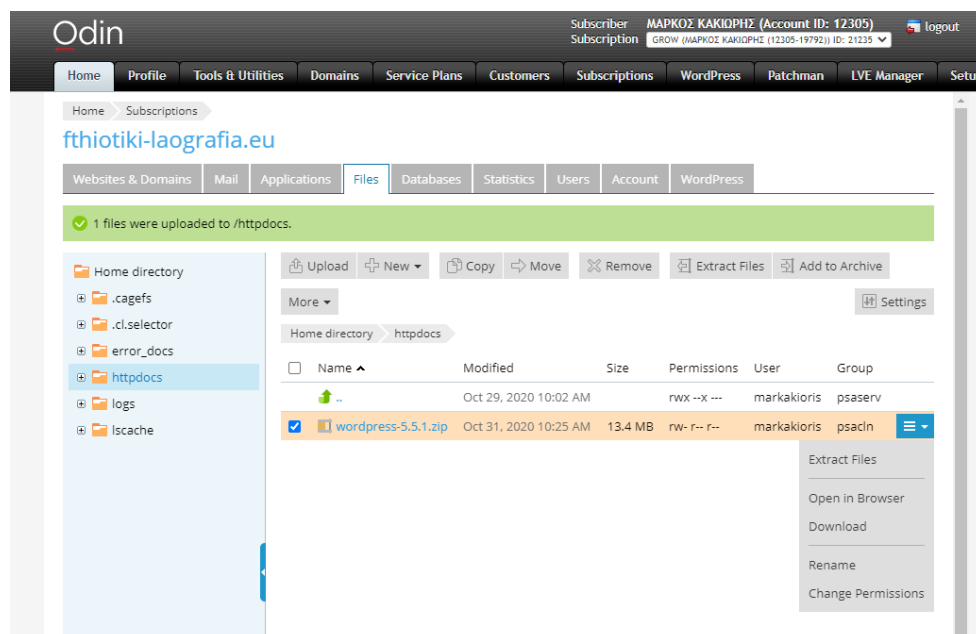 Odin
Subscriber ΜΑΡΚΟΣ ΚΑΚΙΩΡΗΣ (Account ID: 12305)
Subscription GROW (ΜΑΡΚΟΣ ΚΑΚΙΩΡΗΣ (12305-19792)) ID: 21235
logout
Home Profile Tools & Utilities Domains Service Plans Customers Subscriptions WordPress Patchman LVE Manager Setu
Home Subscriptions
fthiotiki-laografia.eu
Websites & Domains Mail Applications Files Databases Statistics Users Account WordPress
1 files were uploaded to /httpdocs.
Home directory
.cagefs
.cl.selector
error_docs
httpdocs
logs
lscache
Upload New Copy Move Remove Extract Files Add to Archive
More Settings
Home directory httpdocs
Name Modified Size Permissions User Group
.. Oct 29, 2020 10:02 AM rwx --x --- markakioris psaserv
wordpress-5.5.1.zip Oct 31, 2020 10:25 AM 13.4 MB rw- r-- r-- markakioris psacln
Extract Files
Open in Browser
Download
Rename
Change Permissions